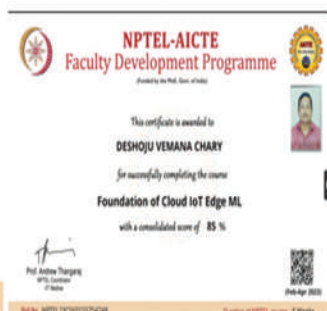 NPTEL-AICTE
Faculty Development Programme
(Funded by the MoE, Govt. of India)
This certificate is awarded to
DESHOJU VEMANA CHARY
for successfully completing the course
Foundation of Cloud IoT Edge ML
with a consolidated score of 85 %
Prof. Andrew Thangaraj
NPTEL Coordinator
IIT Madras
(Feb-Apr 2023)